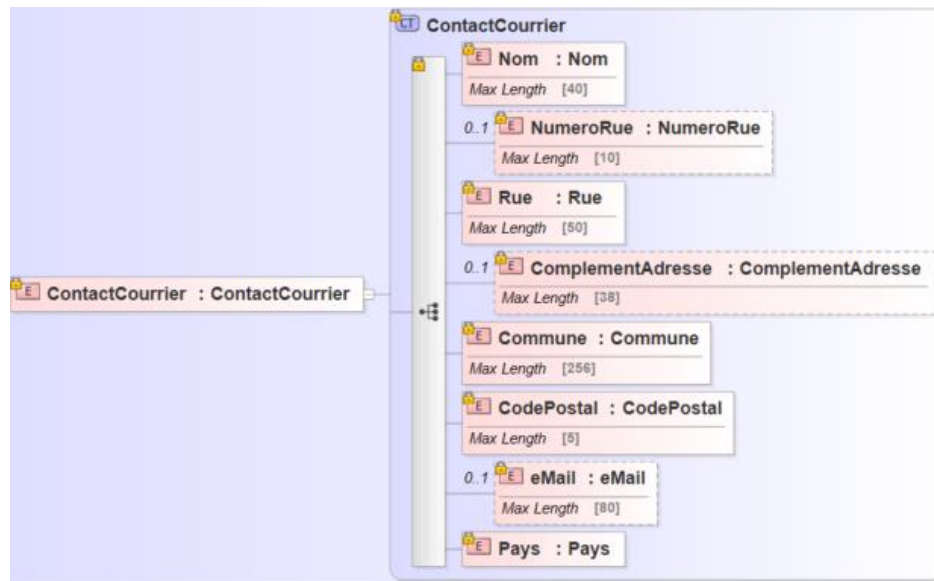 CT ContactCourrier
E Nom : Nom
Max Length [40]
0..1 E NumeroRue : NumeroRue
Max Length [10]
E Rue : Rue
Max Length [50]
0..1 E ComplementAdresse : ComplementAdresse
Max Length [38]
E ContactCourrier : ContactCourrier
E Commune : Commune
Max Length [256]
E CodePostal : CodePostal
Max Length [5]
0..1 E eMail : eMail
Max Length [80]
E Pays : Pays